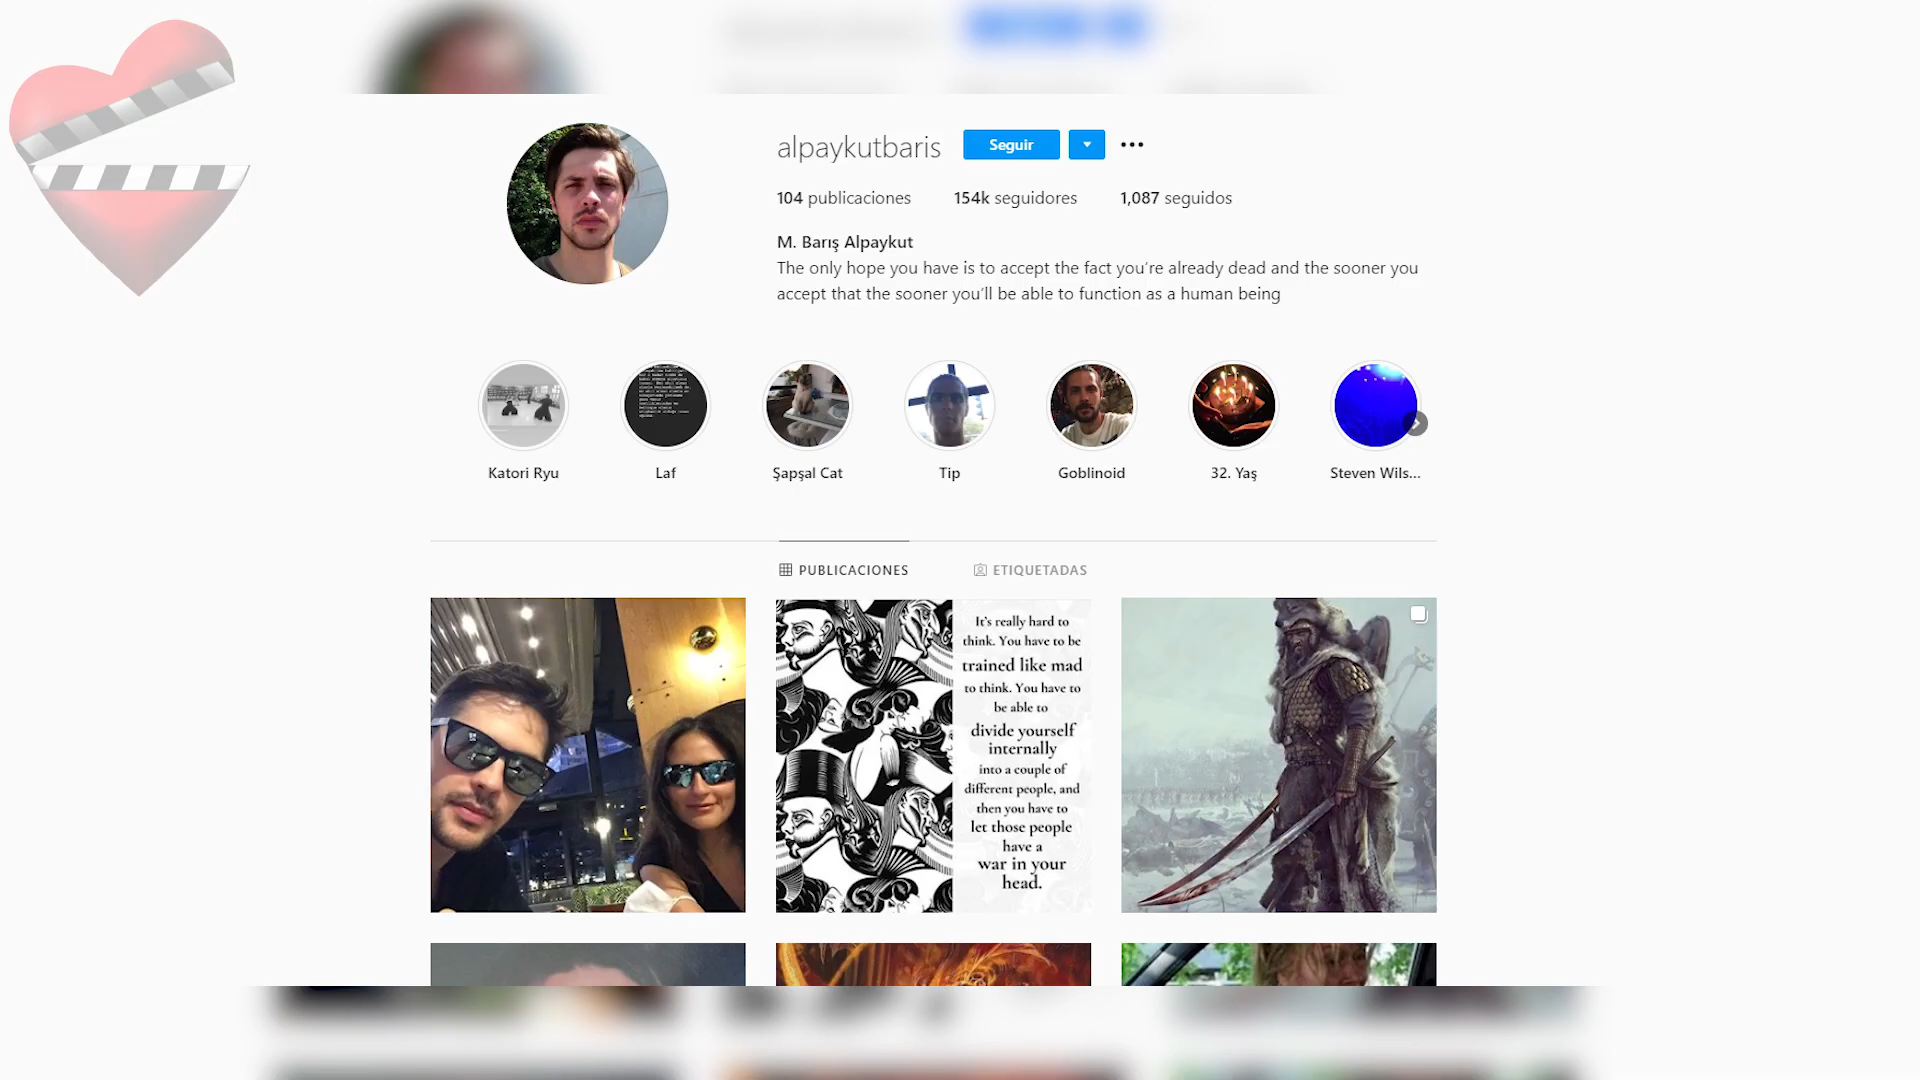 alpaykutbaris
Seguir
104 publicaciones
154k seguidores
1,087 seguidos
M. Barış Alpaykut
The only hope you have is to accept the fact you're already dead and the sooner you
accept that the sooner you'll be able to function as a human being
Katori Ryu
Laf
Şapşal Cat
Tip
Goblinoid
32. Yaş
Steven Wils...
PUBLICACIONES
ETIQUETADAS
It's really hard to
think. You have to be
trained like mad
to think. You have to
be able to
divide yourself
internally
into a couple of
different people, and
then you have to
let those people
have a
war in your
head.